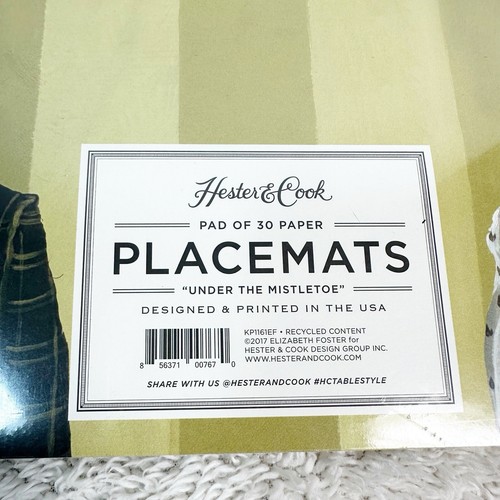 Hester & Cook
PAD OF 30 PAPER
PLACEMATS
"UNDER THE MISTLETOE"
DESIGNED & PRINTED IN THE USA
KP1161EF • RECYCLED CONTENT
©2017 ELIZABETH FOSTER for
HESTER & COOK DESIGN GROUP INC.
WWW.HESTERANDCOOK.COM
8 56371 00767 0
SHARE WITH US @HESTERANDCOOK #HCTABLESTYLE